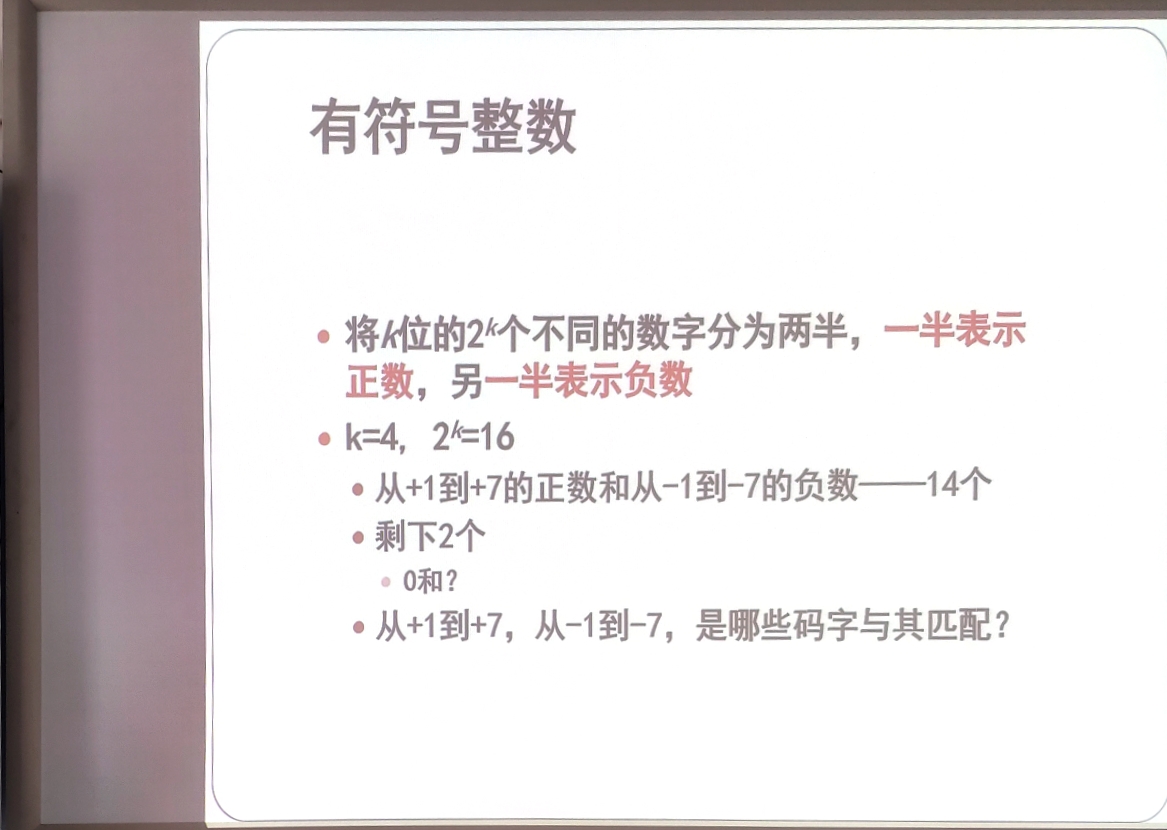 有符号整数
• 将k位的2ᵏ个不同的数字分为两半，一半表示
正数，另一半表示负数
• k=4，2ᵏ=16
• 从+1到+7的正数和从-1到-7的负数——14个
• 剩下2个
• 0和？
• 从+1到+7，从-1到-7，是哪些码字与其匹配？